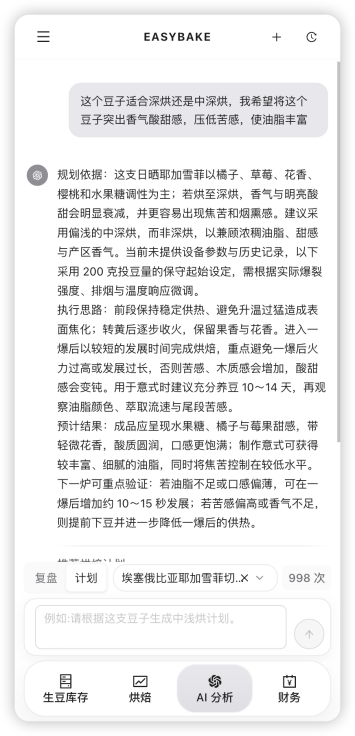 EASYBAKE
这个豆子适合深烘还是中深烘，我希望将这个
豆子突出香气酸甜感，压低苦感，使油脂丰富
规划依据：这支日晒耶加雪菲以橘子、草莓、花香、
樱桃和水果糖调性为主；若烘至深烘，香气与明亮酸
甜会明显衰减，并更容易出现焦苦和烟熏感。建议采
用偏浅的中深烘，而非深烘，以兼顾浓稠油脂、甜感
与产区香气。当前未提供设备参数与历史记录，以下
采用 200 克投豆量的保守起始设定，需根据实际爆裂
强度、排烟与温度响应微调。
执行思路：前段保持稳定供热、避免升温过猛造成表
面焦化；转黄后逐步收火，保留果香与花香。进入一
爆后以较短的发展时间完成烘焙，重点避免一爆后火
力过高或发展过长，否则苦感、木质感会增加，酸甜
感会变钝。用于意式时建议充分养豆 10～14 天，再观
察油脂颜色、萃取流速与尾段苦感。
预计结果：成品应呈现水果糖、橘子与莓果甜感，带
轻微花香，酸质圆润，口感更饱满；制作意式可获得
较丰富、细腻的油脂，同时将焦苦控制在较低水平。
下一炉可重点验证：若油脂不足或口感偏薄，可在一
爆后增加约 10～15 秒发展；若苦感偏高或香气不足，
则提前下豆并进一步降低一爆后的供热。
复盘 计划 埃塞俄比亚耶加雪菲切..✕ 998 次
例如:请根据这支豆子生成中浅烘计划。
生豆库存 烘焙 AI 分析 财务